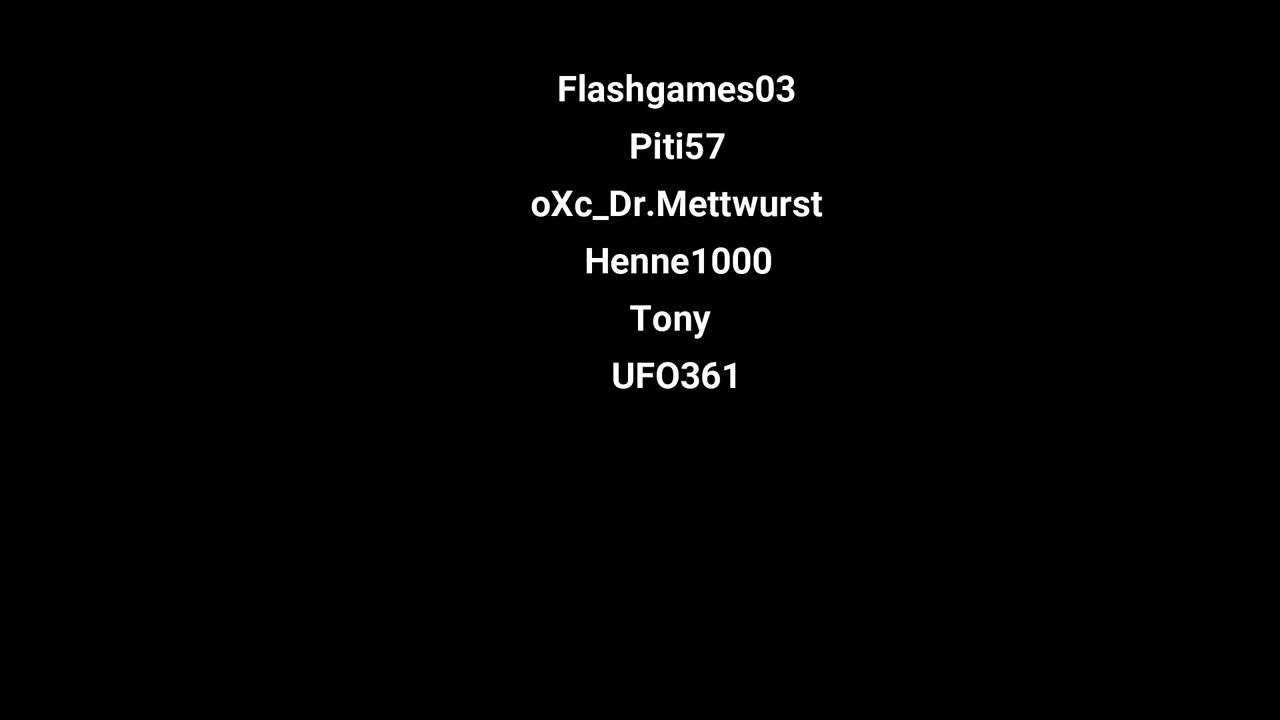 Flashgames03
Piti57
oXc_Dr.Mettwurst
Henne1000
Tony
UFO361